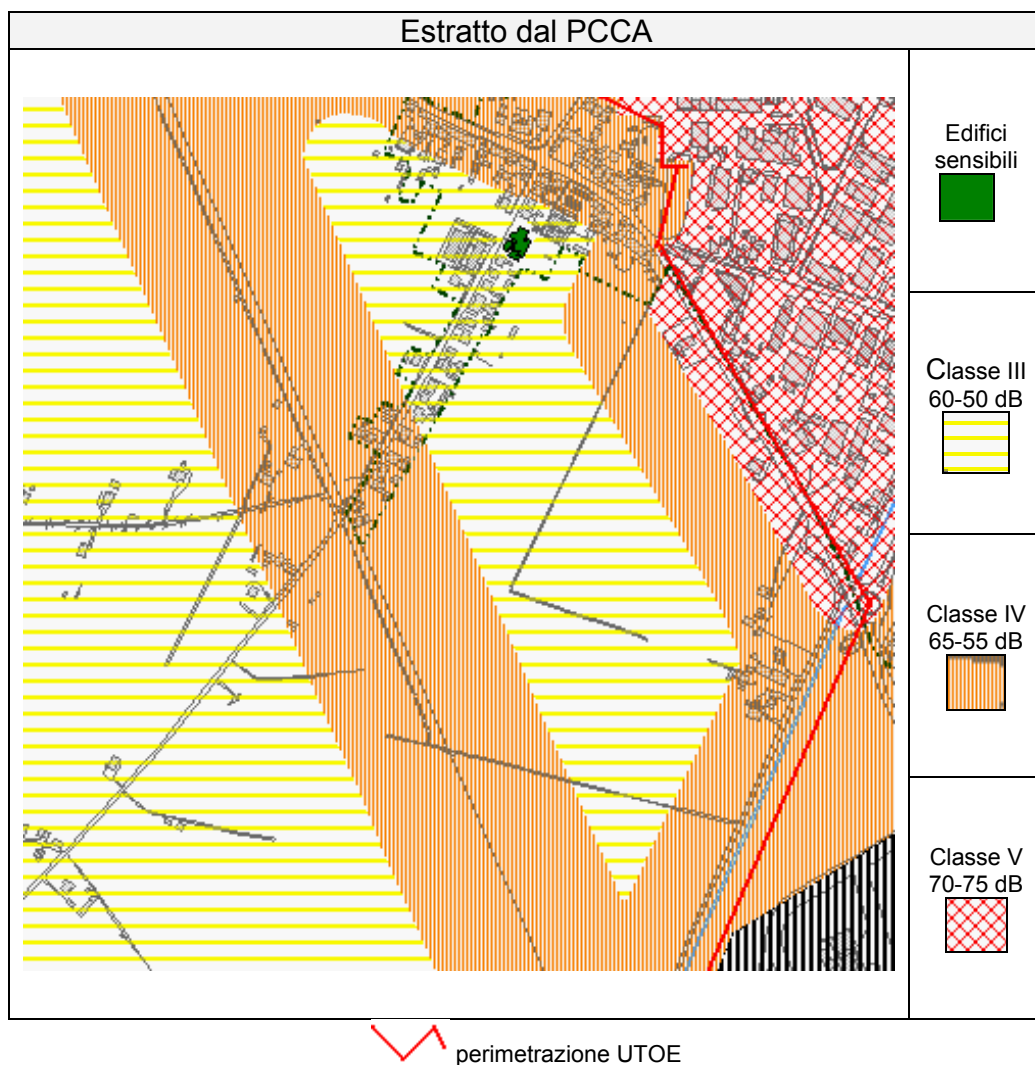 Estratto dal PCCA
Edifici
sensibili
Classe III
60-50 dB
Classe IV
65-55 dB
Classe V
70-75 dB
perimetrazione UTOE